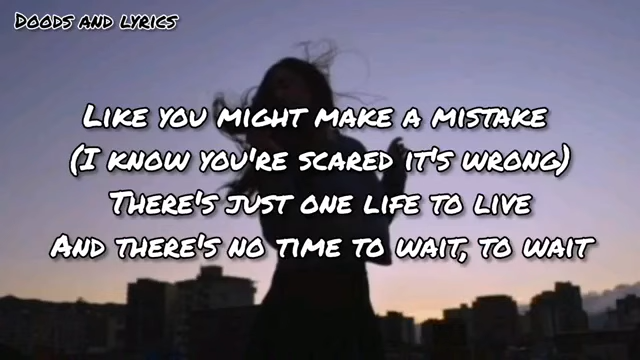 Doods and lyrics
Like you might make a mistake
(I know you're scared it's wrong)
There's just one life to live
And there's no time to wait, to wait